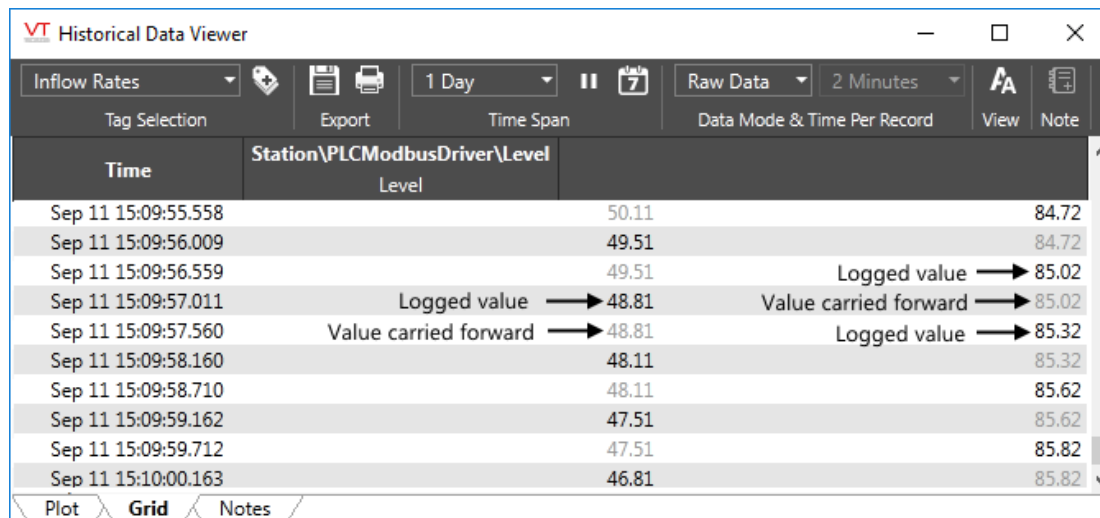 VT Historical Data Viewer
Inflow Rates 1 Day 7 Raw Data 2 Minutes AA
Tag Selection Export Time Span Data Mode & Time Per Record View Note
Time Station\PLCModbusDriver\Level
Level
Sep 11 15:09:55.558 50.11 84.72
Sep 11 15:09:56.009 49.51 84.72
Sep 11 15:09:56.559 49.51 Logged value 85.02
Sep 11 15:09:57.011 Logged value 48.81 Value carried forward 85.02
Sep 11 15:09:57.560 Value carried forward 48.81 Logged value 85.32
Sep 11 15:09:58.160 48.11 85.32
Sep 11 15:09:58.710 48.11 85.62
Sep 11 15:09:59.162 47.51 85.62
Sep 11 15:09:59.712 47.51 85.82
Sep 11 15:10:00.163 46.81 85.82
Plot Grid Notes